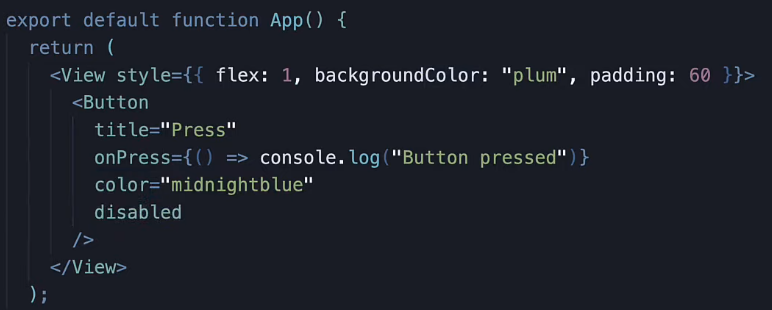 export default function App() {
return (
<View style={{ flex: 1, backgroundColor: "plum", padding: 60 }}>
<Button
title="Press"
onPress={() => console.log("Button pressed")}
color="midnightblue"
disabled
/>
</View>
);